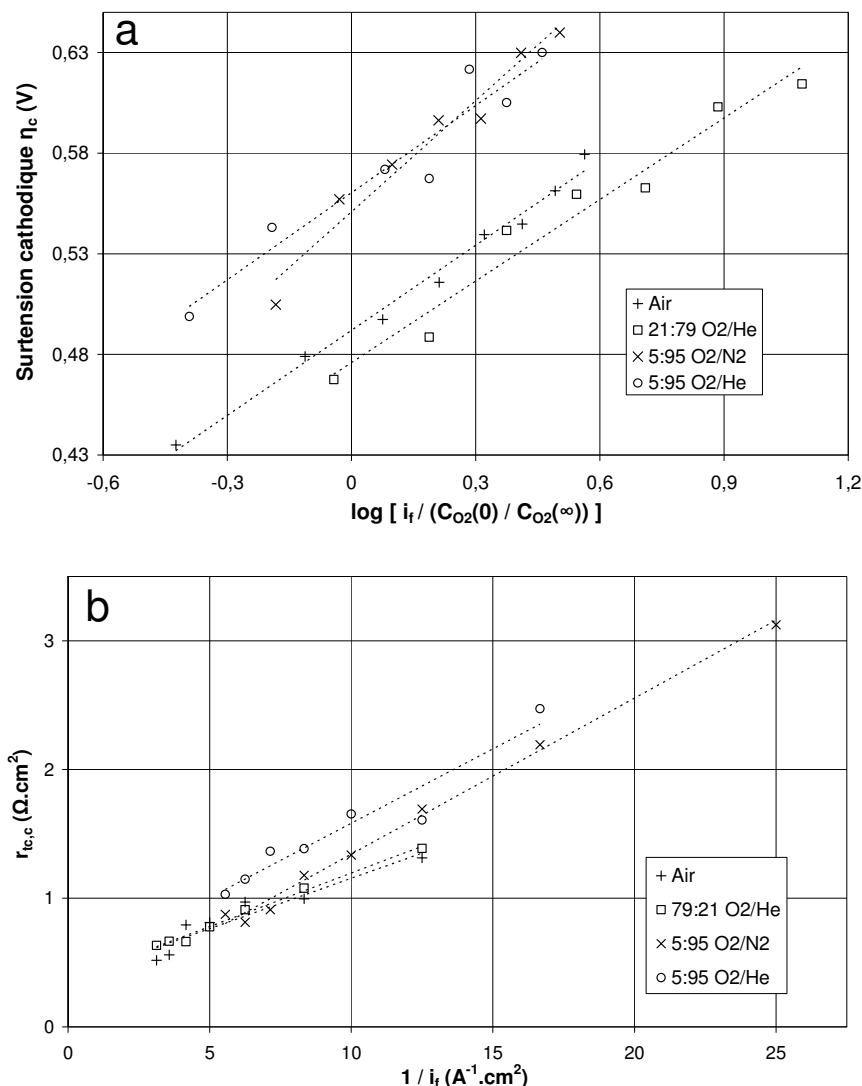 a
0,63
0,58
0,53
0,48
0,43
Surtension cathodique ηc (V)
Air
21:79 O2/He
5:95 O2/N2
5:95 O2/He
-0,6 -0,3 0 0,3 0,6 0,9 1,2
log [ if / (CO2(0) / CO2(∞)) ]
b
3
2
1
0
rtc,c (Ω.cm²)
Air
79:21 O2/He
5:95 O2/N2
5:95 O2/He
0 5 10 15 20 25
1 / if (A⁻¹.cm²)